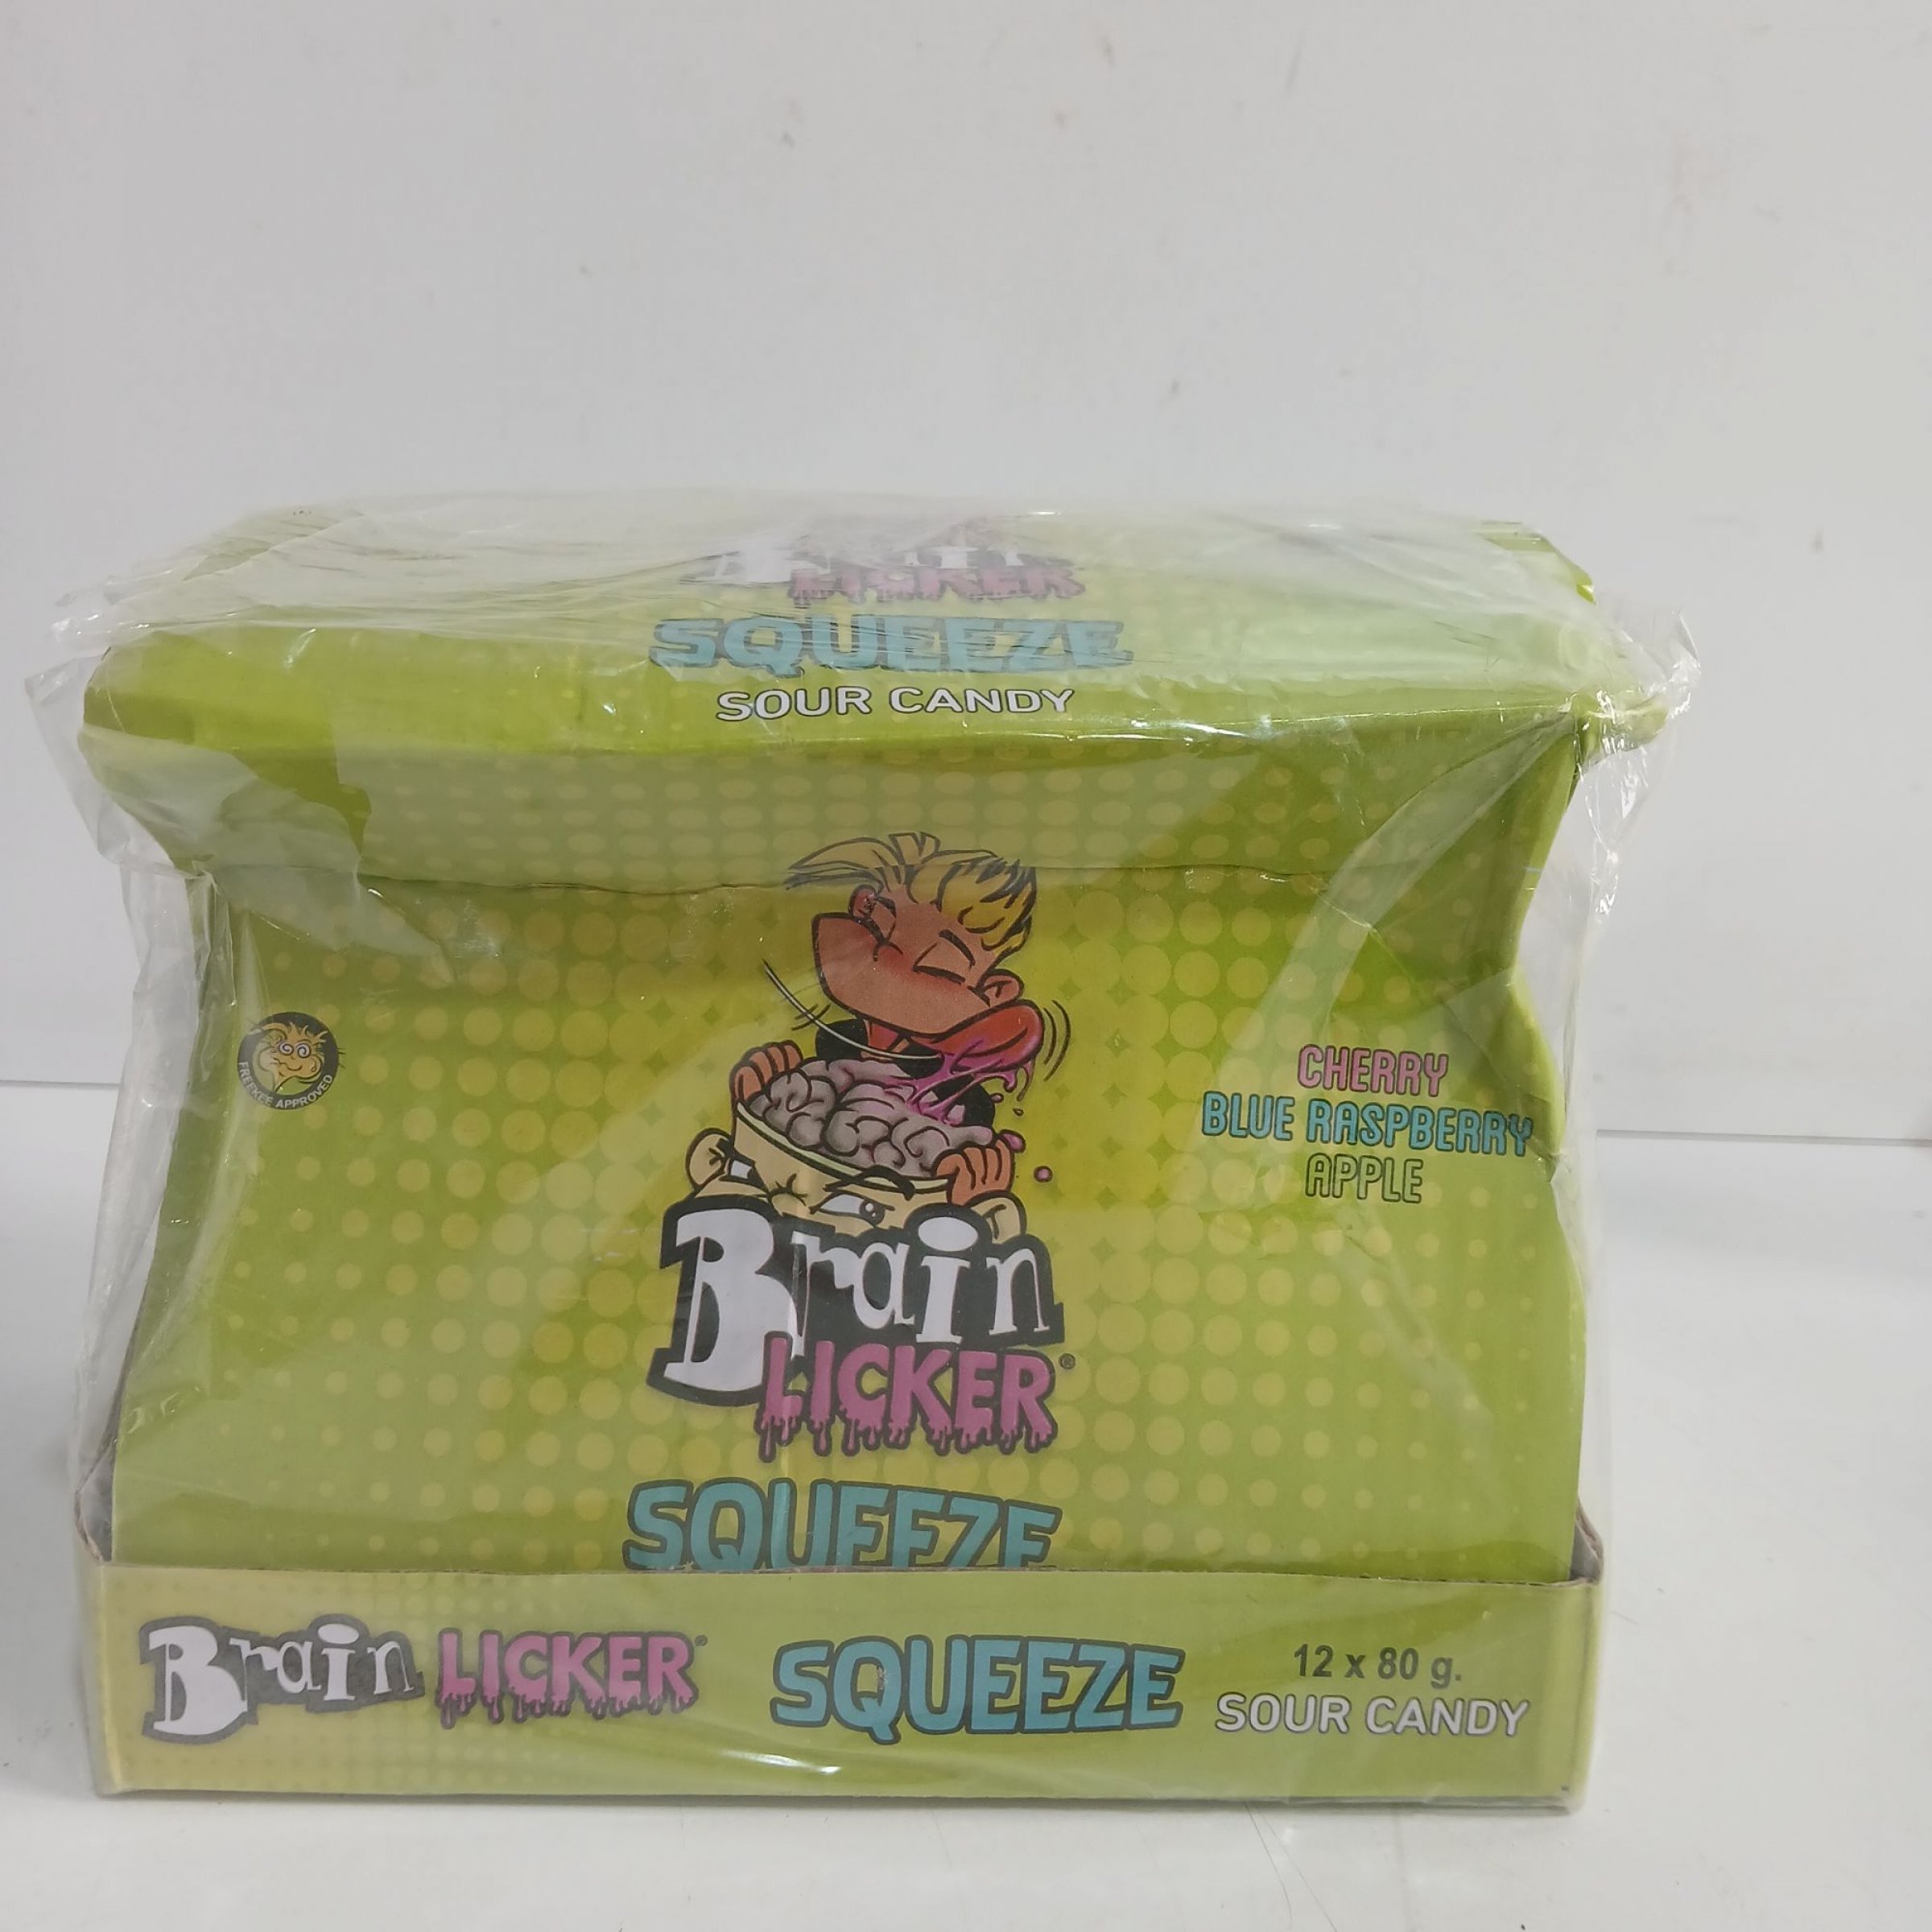 Brain
LICKER
SQUEEZE
SOUR CANDY
FREEKEE APPROVED
CHERRY
BLUE RASPBERRY
APPLE
Brain
LICKER®
SQUEEZE
Brain LICKER® SQUEEZE
12 x 80 g.
SOUR CANDY